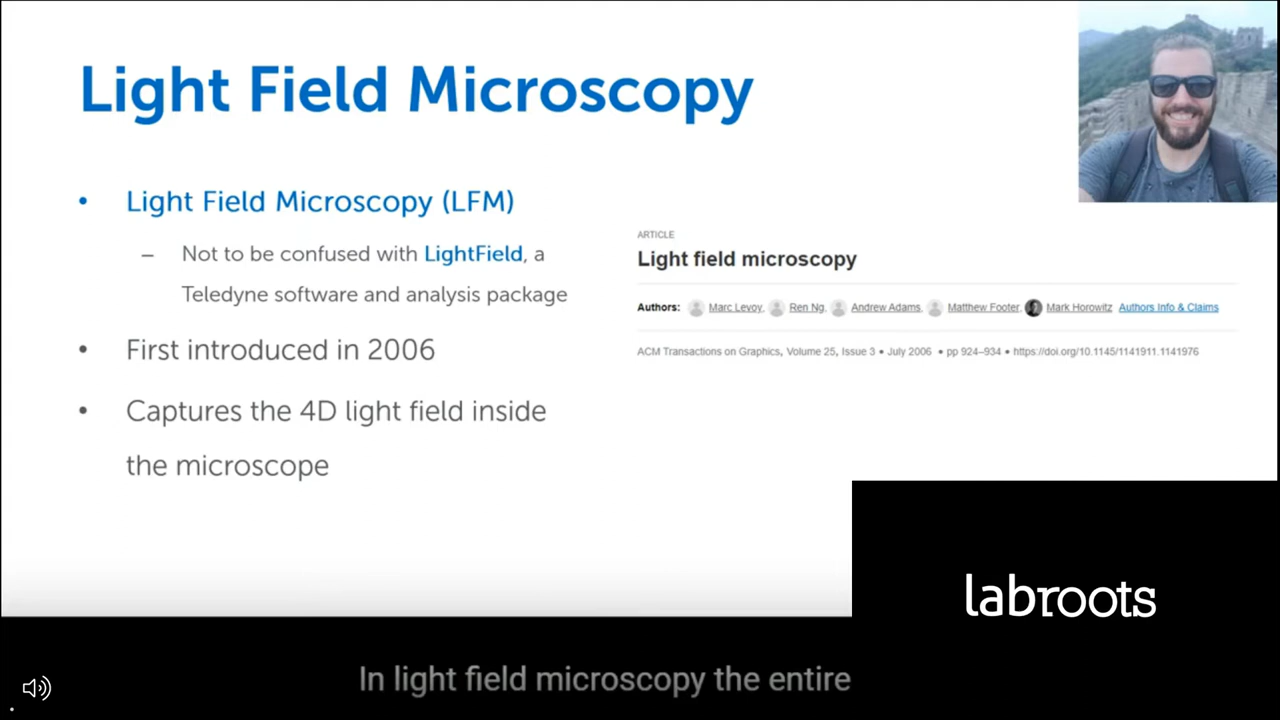 Light Field Microscopy
• Light Field Microscopy (LFM)
– Not to be confused with LightField, a
Teledyne software and analysis package
• First introduced in 2006
• Captures the 4D light field inside
the microscope
ARTICLE
Light field microscopy
Authors: Marc Levoy, Ren Ng, Andrew Adams, Matthew Footer, Mark Horowitz Authors Info & Claims
ACM Transactions on Graphics, Volume 25, Issue 3 • July 2006 • pp 924–934 • https://doi.org/10.1145/1141911.1141976
labroots
In light field microscopy the entire